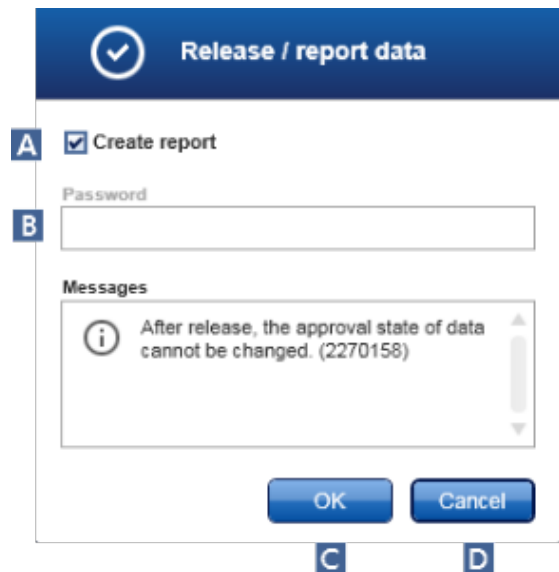 Release / report data
A
Create report
Password
B
Messages
After release, the approval state of data
cannot be changed. (2270158)
OK
Cancel
C
D